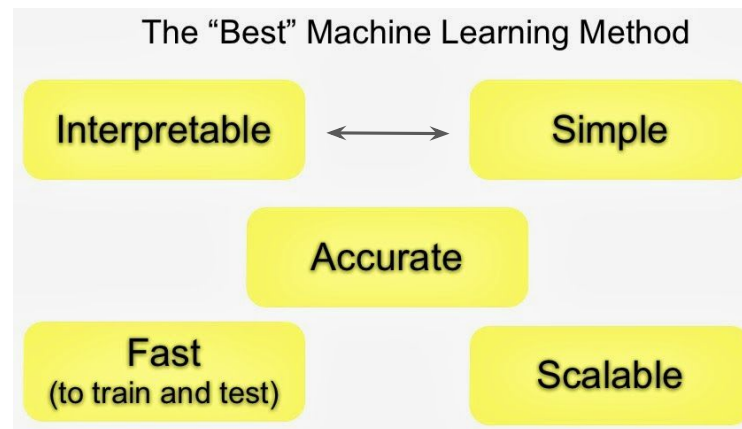 The “Best” Machine Learning Method
Interpretable
Simple
Accurate
Fast
(to train and test)
Scalable